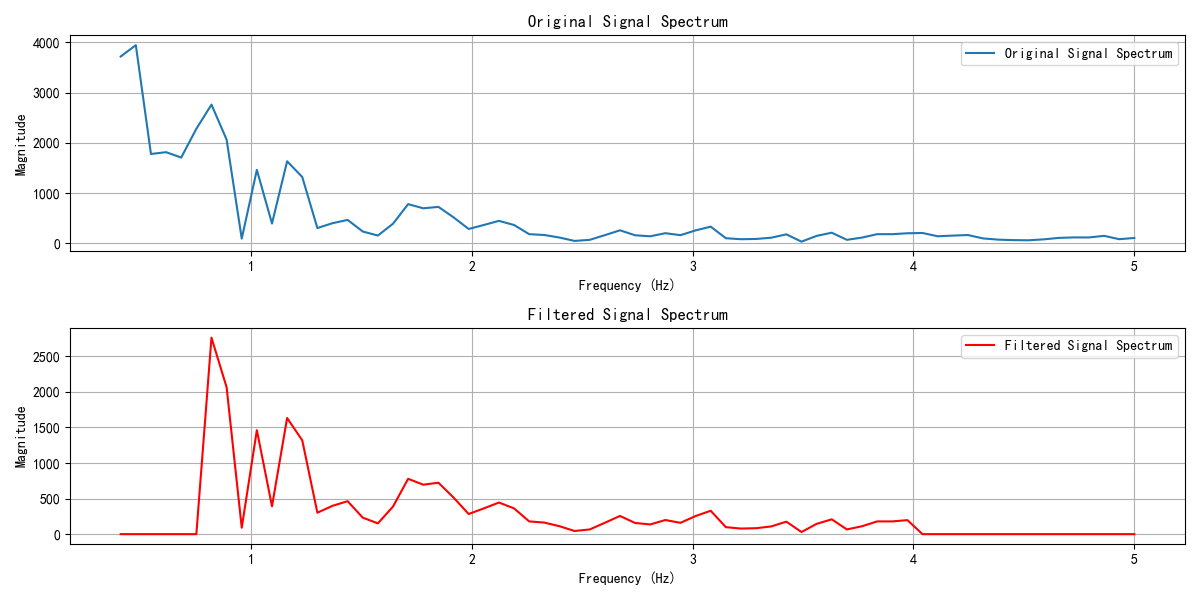 Original Signal Spectrum
Original Signal Spectrum
Magnitude
4000
3000
2000
1000
0
1 2 3 4 5
Frequency (Hz)
Filtered Signal Spectrum
Filtered Signal Spectrum
Magnitude
2500
2000
1500
1000
500
0
1 2 3 4 5
Frequency (Hz)